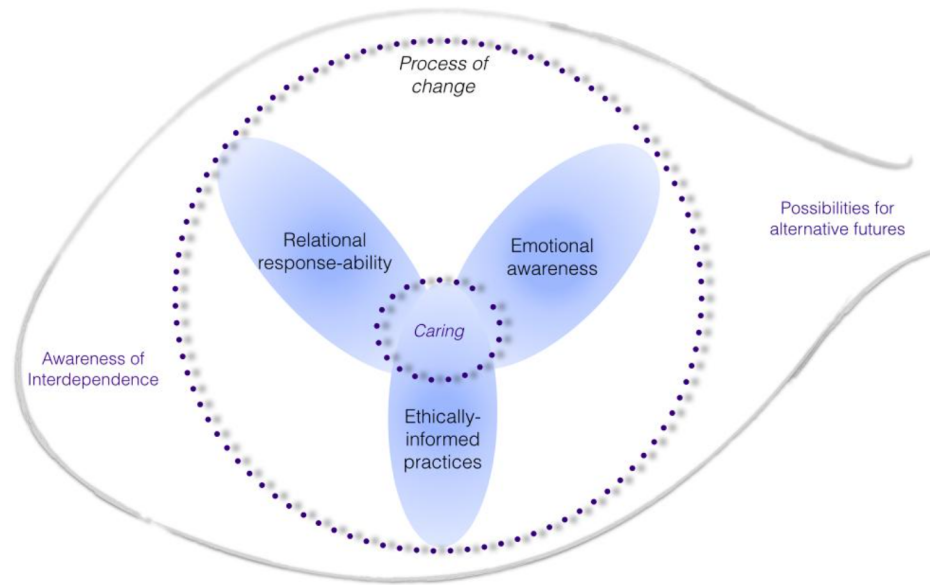 Process of
change
Relational
response-ability
Emotional
awareness
Possibilities for
alternative futures
Caring
Awareness of
Interdependence
Ethically-
informed
practices